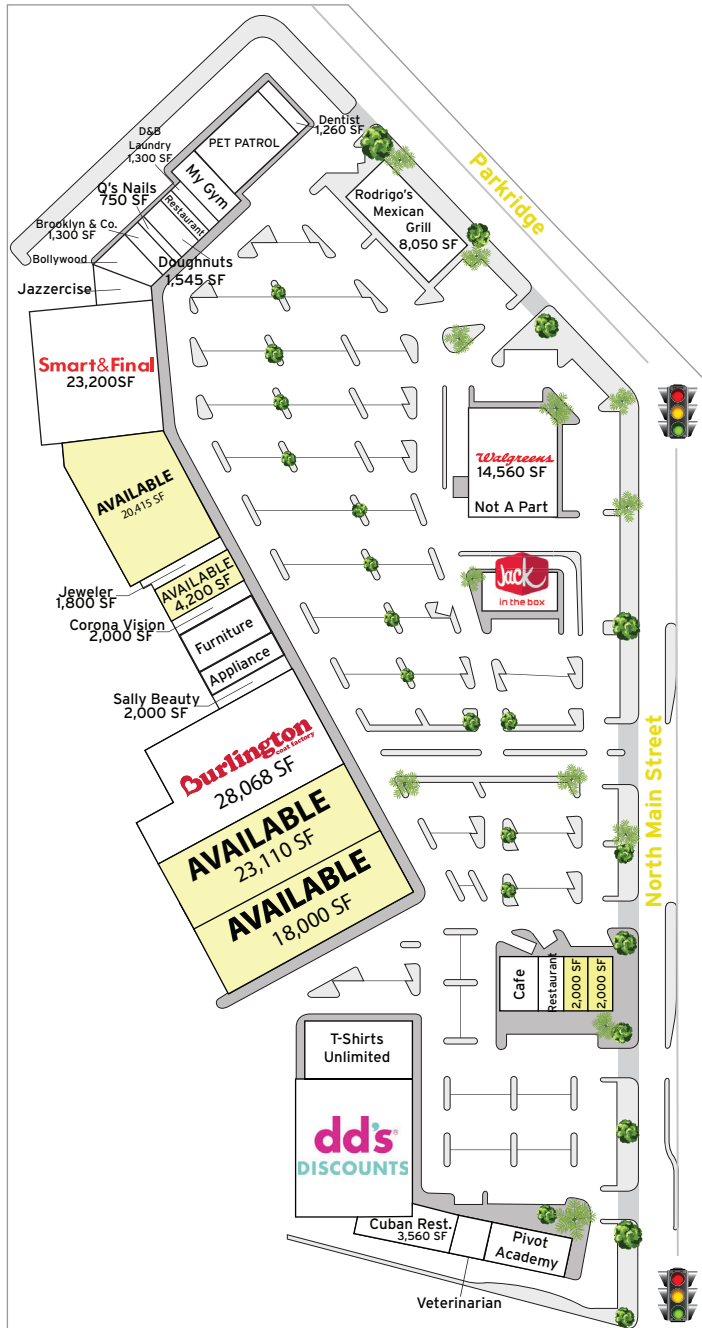 Dentist
1,260 SF
D&B
Laundry
1,300 SF
PET PATROL
My Gym
Q's Nails
750 SF
Restaurant
Brooklyn & Co.
1,300 SF
Bollywood
Doughnuts
1,545 SF
Jazzercise
Rodrigo's
Mexican
Grill
8,050 SF
Parkridge
Smart&Final
23,200SF
Walgreens
14,560 SF
Not A Part
AVAILABLE
20,415 SF
Jack
in the box
Jeweler
1,800 SF
AVAILABLE
4,200 SF
Corona Vision
2,000 SF
Furniture
Appliance
Sally Beauty
2,000 SF
Burlington
coat factory
28,068 SF
North Main Street
AVAILABLE
23,110 SF
AVAILABLE
18,000 SF
Cafe
Restaurant
2,000 SF
2,000 SF
T-Shirts
Unlimited
dd's®
DISCOUNTS
Cuban Rest.
3,560 SF
Pivot
Academy
Veterinarian